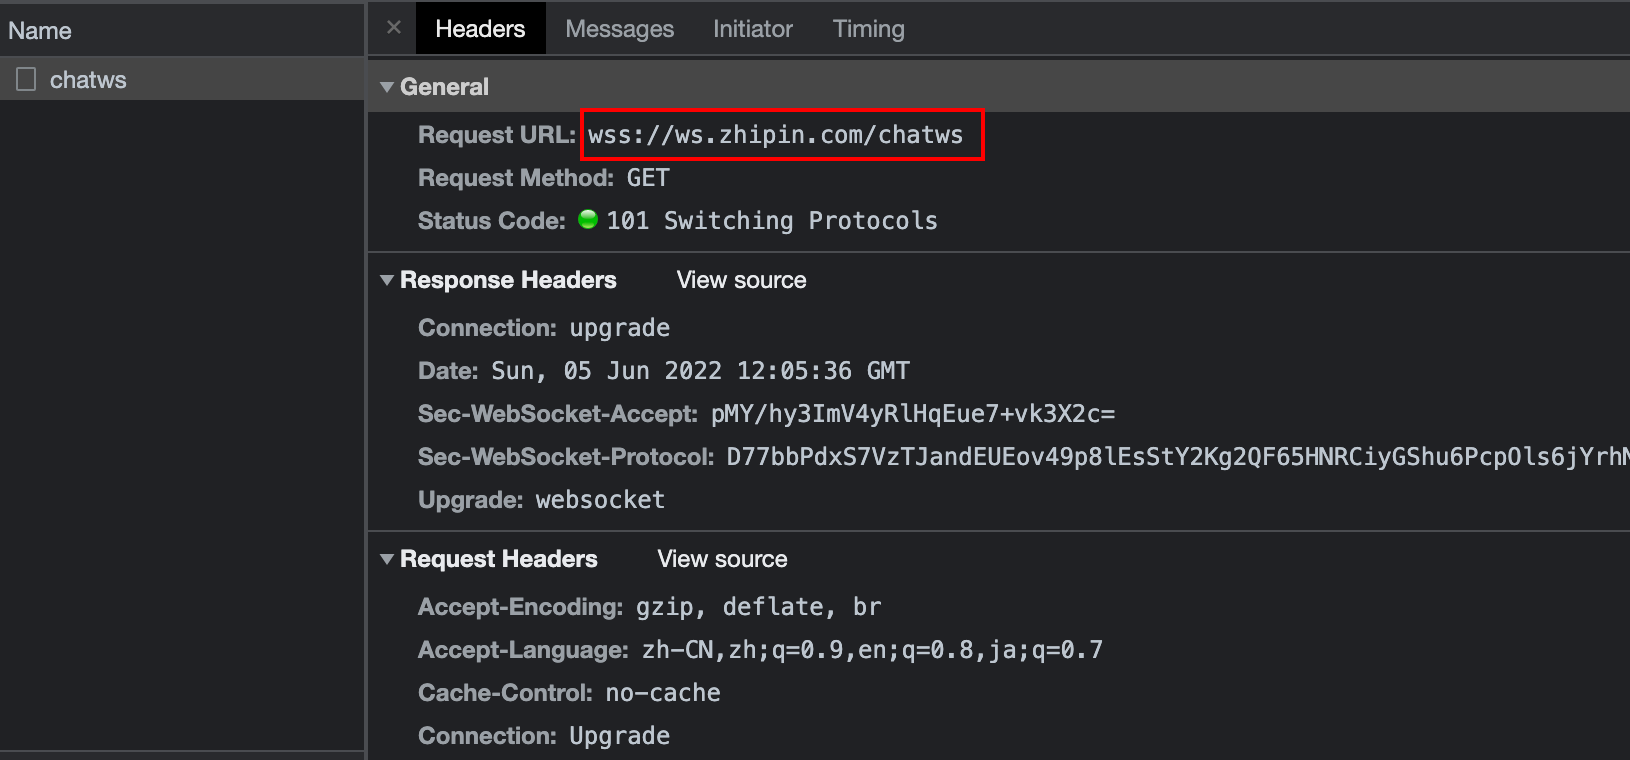 Name
chatws
× Headers Messages Initiator Timing
General
Request URL: wss://ws.zhipin.com/chatws
Request Method: GET
Status Code: 101 Switching Protocols
Response Headers View source
Connection: upgrade
Date: Sun, 05 Jun 2022 12:05:36 GMT
Sec-WebSocket-Accept: pMY/hy3ImV4yRlHqEue7+vk3X2c=
Sec-WebSocket-Protocol: D77bbPdxS7VzTJandEUEov49p8lEsStY2Kg2QF65HNRCiyGShu6PcpOls6jYrhN
Upgrade: websocket
Request Headers View source
Accept-Encoding: gzip, deflate, br
Accept-Language: zh-CN,zh;q=0.9,en;q=0.8,ja;q=0.7
Cache-Control: no-cache
Connection: Upgrade